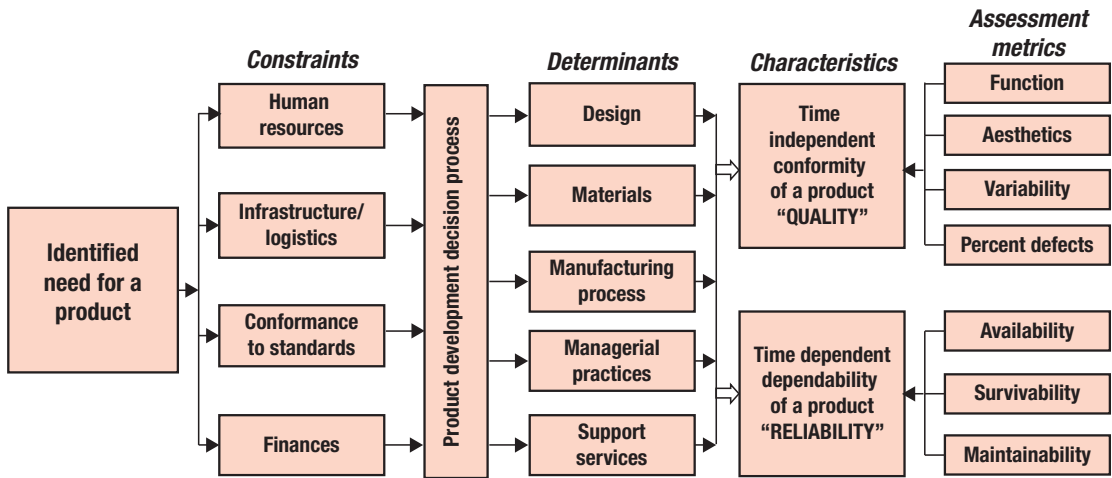 Assessment
metrics
Constraints
Determinants
Characteristics
Identified
need for a
product
Human
resources
Infrastructure/
logistics
Conformance
to standards
Finances
Product development decision process
Design
Materials
Manufacturing
process
Managerial
practices
Support
services
Time
independent
conformity
of a product
“QUALITY”
Time dependent
dependability
of a product
“RELIABILITY”
Function
Aesthetics
Variability
Percent defects
Availability
Survivability
Maintainability